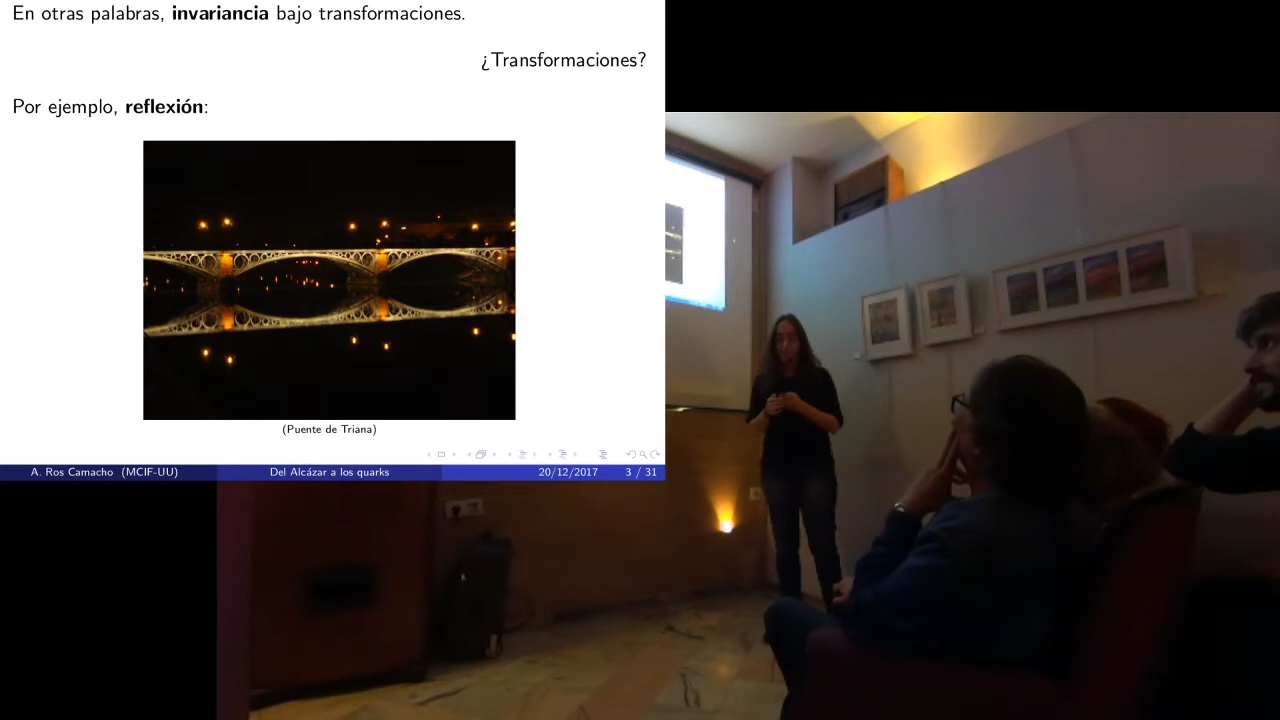 En otras palabras, invariancia bajo transformaciones.
¿Transformaciones?
Por ejemplo, reflexión:
(Puente de Triana)
A. Ros Camacho (MCIF-UU) Del Alcázar a los quarks 20/12/2017 3 / 31